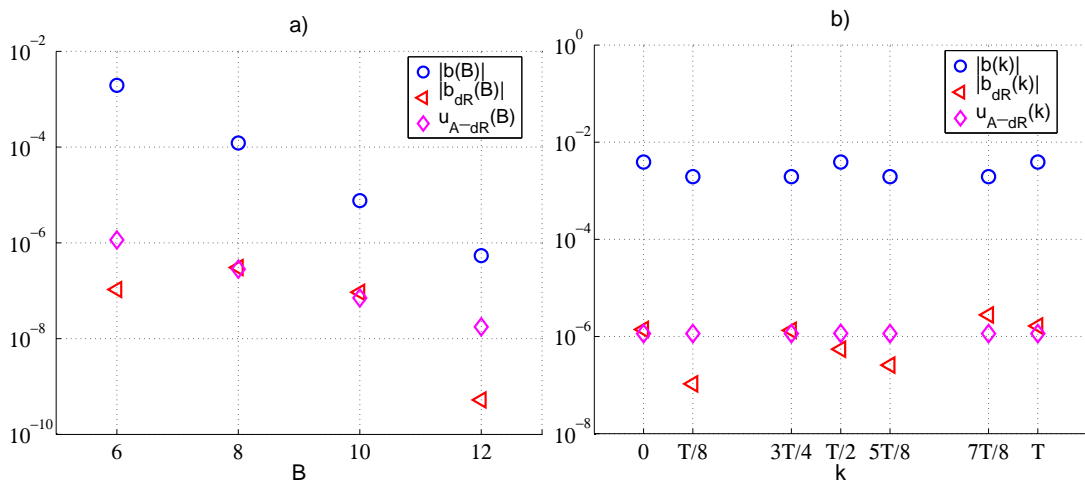 a)
10^-2
10^-4
10^-6
10^-8
10^-10
6
8
10
12
B
|b(B)|
|b_dR(B)|
u_A−dR(B)
b)
10^0
10^-2
10^-4
10^-6
10^-8
0
T/8
3T/4
T/2
5T/8
7T/8
T
k
|b(k)|
|b_dR(k)|
u_A−dR(k)